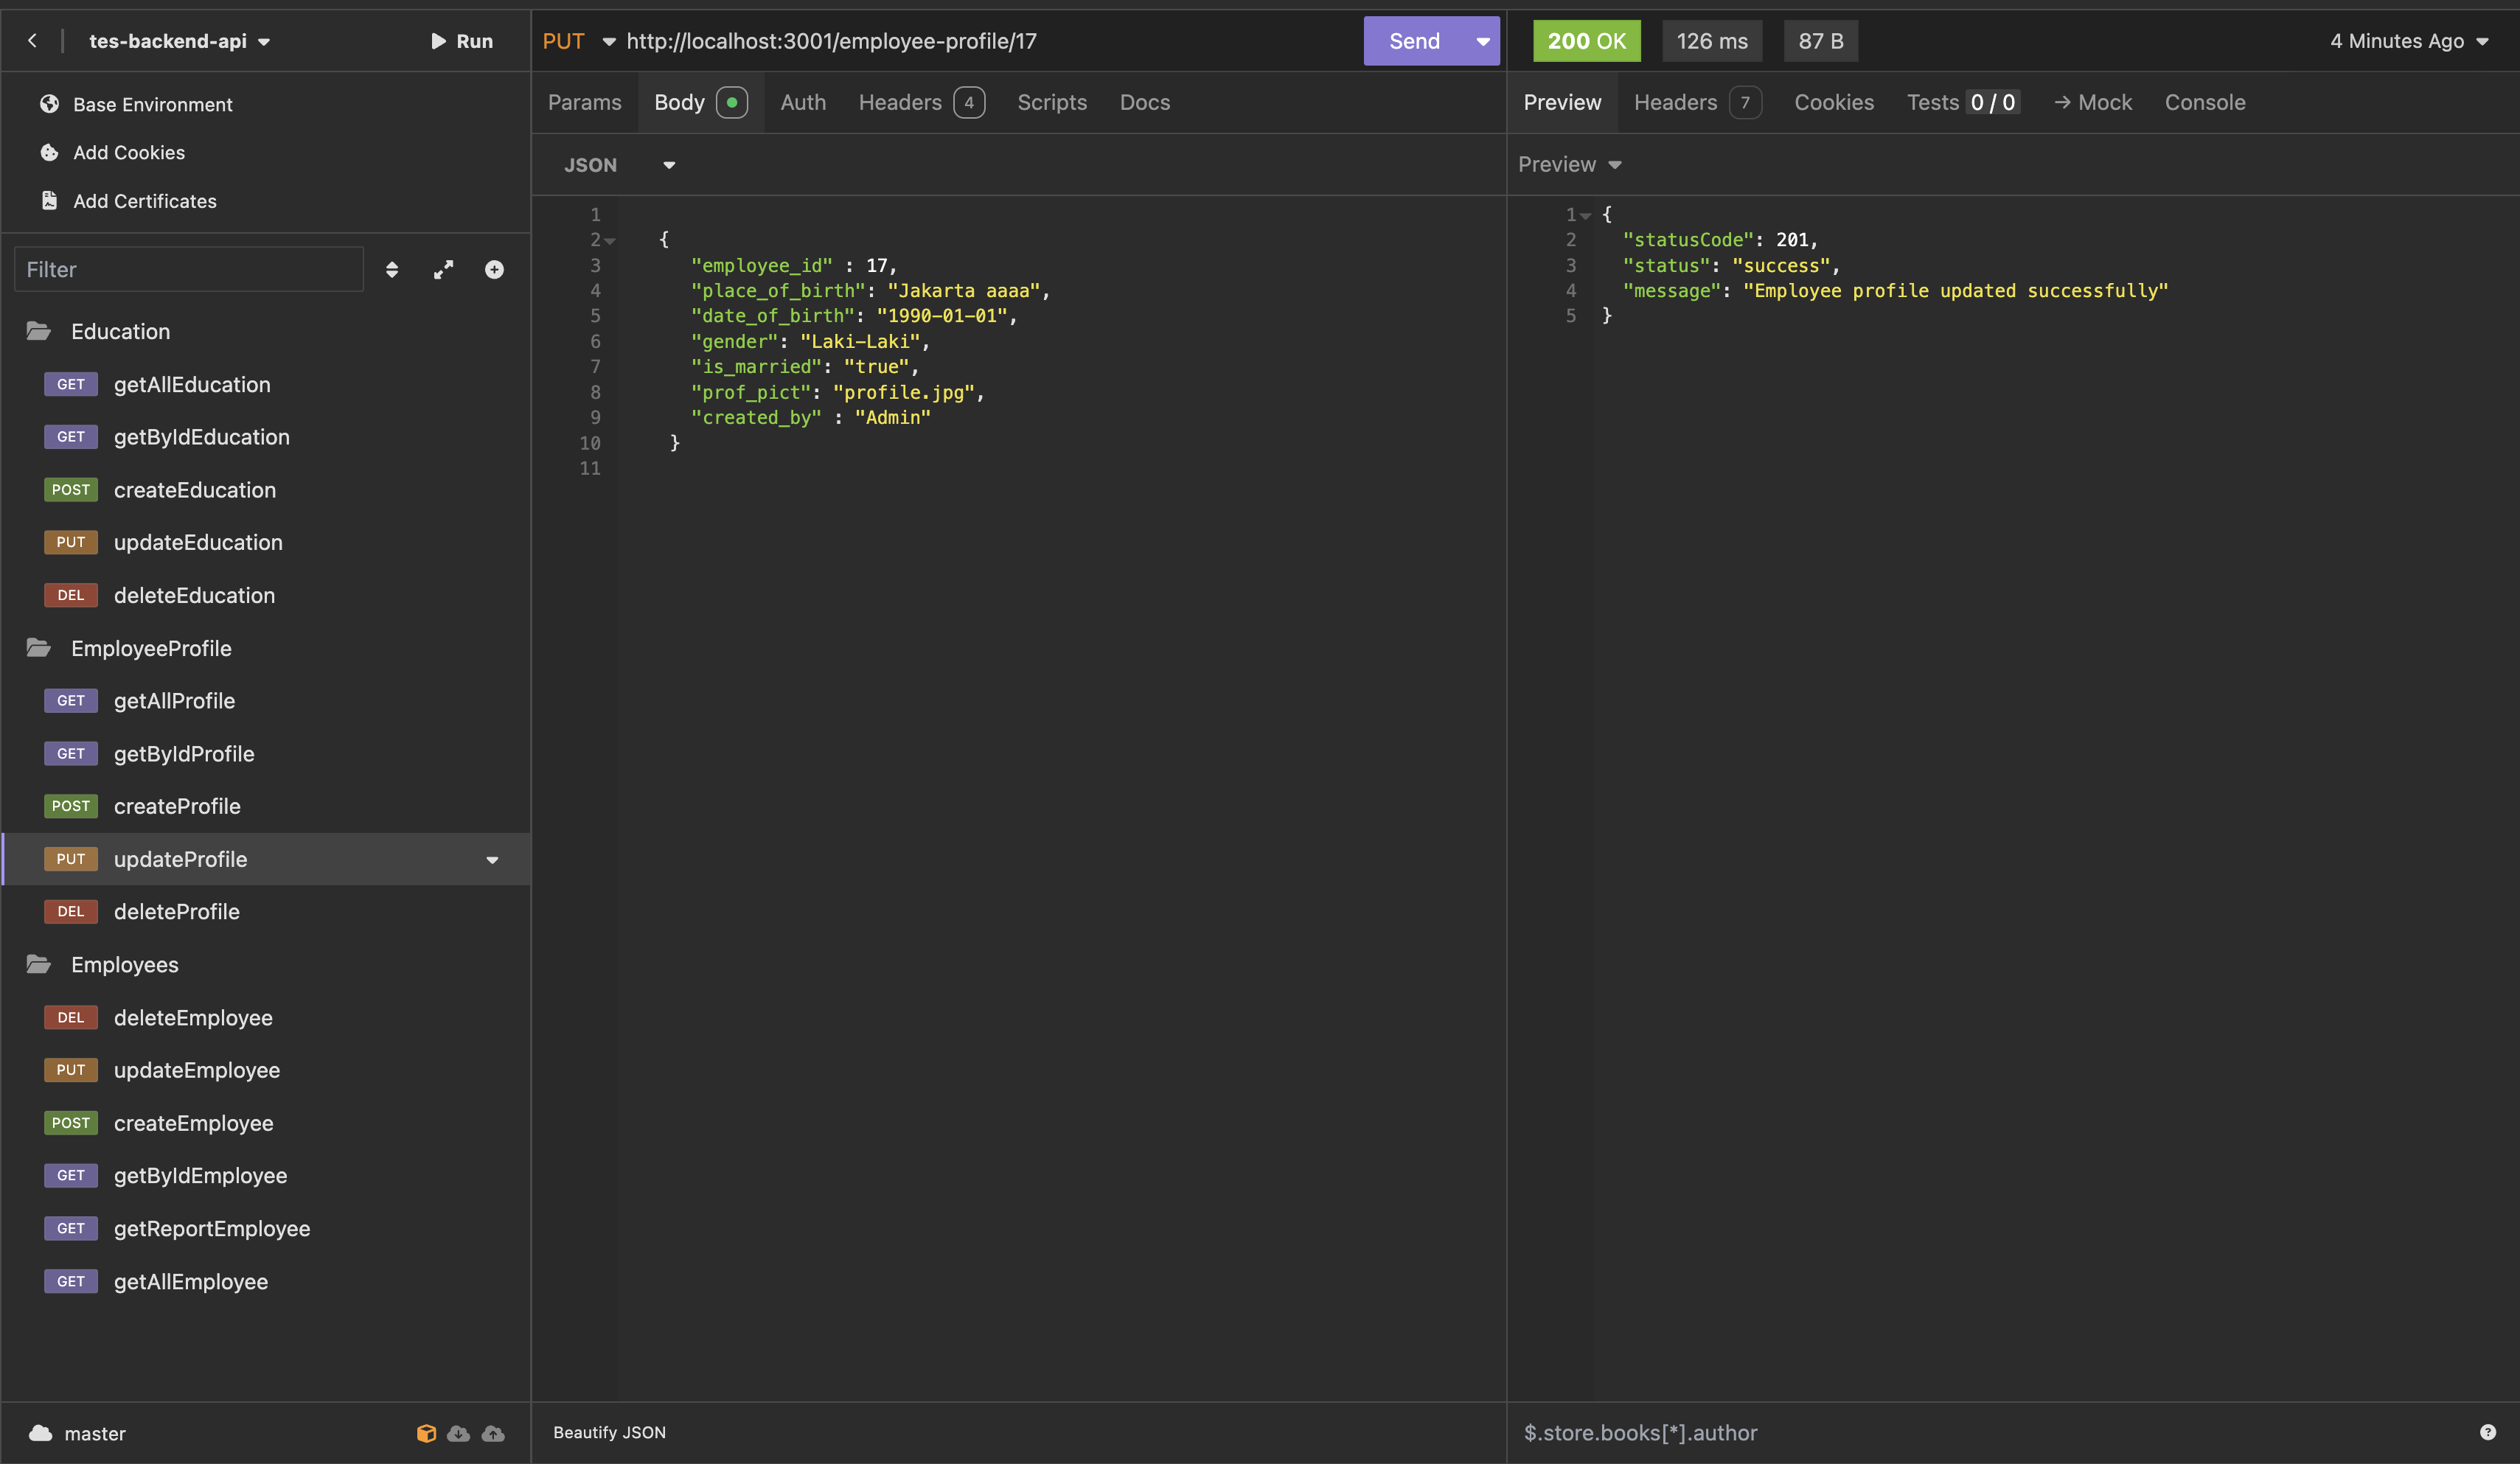 tes-backend-api
Run
Base Environment
Add Cookies
Add Certificates
Filter
Education
GET getAllEducation
GET getByIdEducation
POST createEducation
PUT updateEducation
DEL deleteEducation
EmployeeProfile
GET getAllProfile
GET getByIdProfile
POST createProfile
PUT updateProfile
DEL deleteProfile
Employees
DEL deleteEmployee
PUT updateEmployee
POST createEmployee
GET getByIdEmployee
GET getReportEmployee
GET getAllEmployee
master
PUT http://localhost:3001/employee-profile/17 Send
Params Body Auth Headers 4 Scripts Docs
JSON
1
2 {
3 "employee_id" : 17,
4 "place_of_birth": "Jakarta aaaa",
5 "date_of_birth": "1990-01-01",
6 "gender": "Laki-Laki",
7 "is_married": "true",
8 "prof_pict": "profile.jpg",
9 "created_by" : "Admin"
10 }
11
Beautify JSON
200 OK 126 ms 87 B 4 Minutes Ago
Preview Headers 7 Cookies Tests 0 / 0 → Mock Console
Preview
1 {
2 "statusCode": 201,
3 "status": "success",
4 "message": "Employee profile updated successfully"
5 }
$.store.books[*].author
?